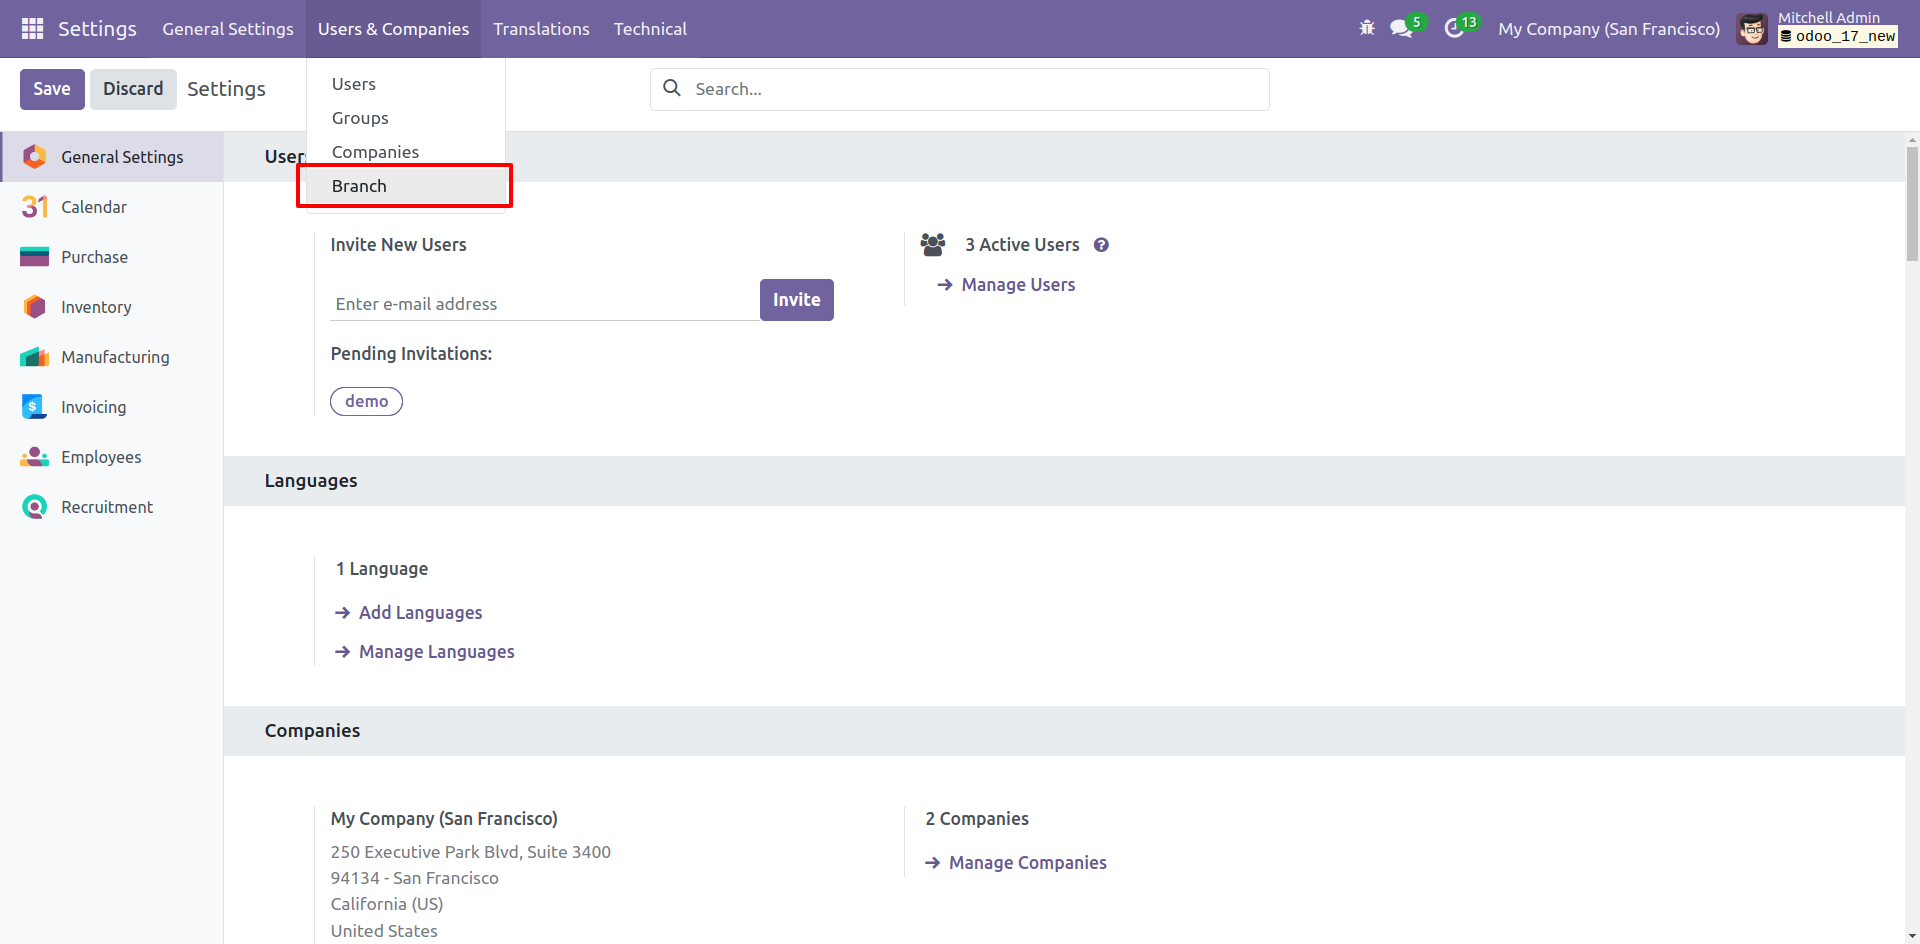 Settings General Settings Users & Companies Translations Technical 5 13 My Company (San Francisco) Mitchell Admin
odoo_17_new
Save Discard Settings Search...
Users
Groups
Companies
Branch
General Settings
Calendar
Purchase
Inventory
Manufacturing
Invoicing
Employees
Recruitment
User
Invite New Users
Enter e-mail address Invite
Pending Invitations:
demo
3 Active Users ?
Manage Users
Languages
1 Language
Add Languages
Manage Languages
Companies
My Company (San Francisco)
250 Executive Park Blvd, Suite 3400
94134 - San Francisco
California (US)
United States
2 Companies
Manage Companies